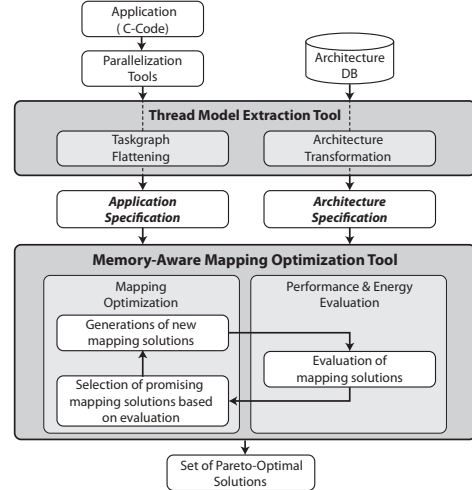 Application
( C-Code)
Parallelization
Tools
Architecture
DB
Thread Model Extraction Tool
Taskgraph
Flattening
Architecture
Transformation
Application
Specification
Architecture
Specification
Memory-Aware Mapping Optimization Tool
Mapping
Optimization
Performance & Energy
Evaluation
Generations of new
mapping solutions
Evaluation of
mapping solutions
Selection of promising
mapping solutions based
on evaluation
Set of Pareto-Optimal
Solutions